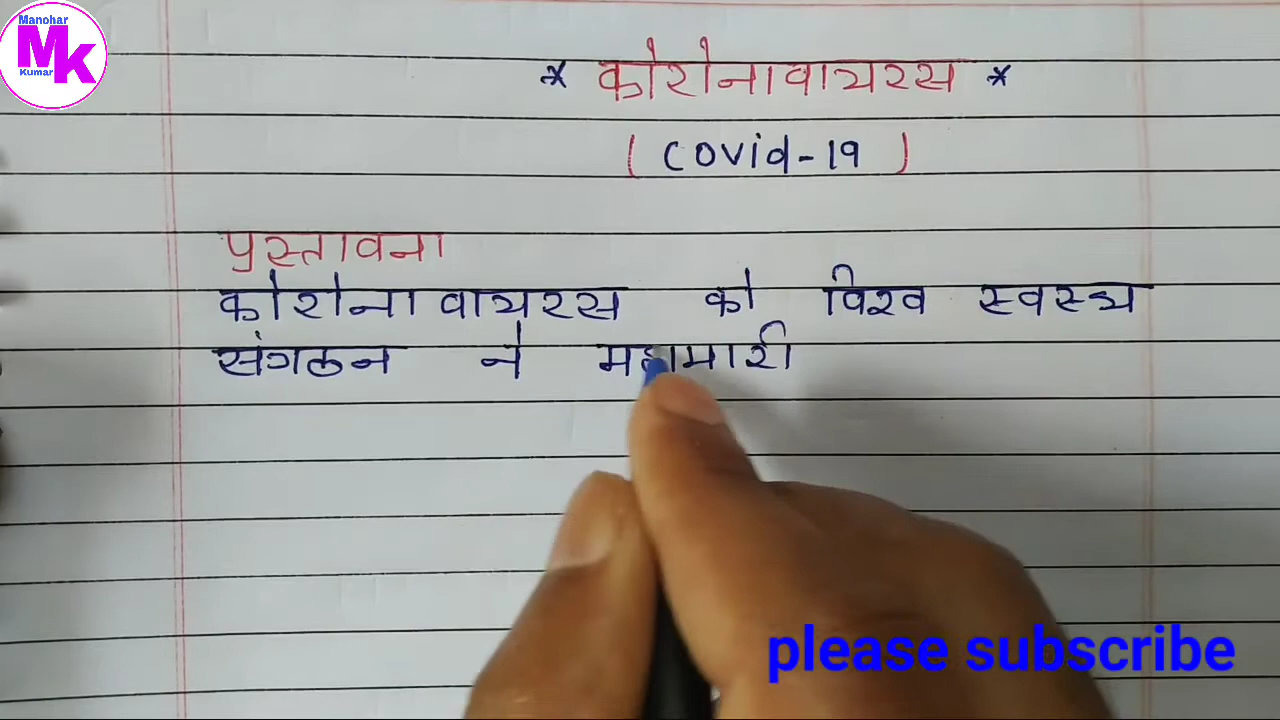 Manohar
MK
Kumar
* कोरोनावायरस *
( Covid-19 )
प्रस्तावना
कोरोनावायरस को विश्व स्वस्थ्य
संगठन ने महामारी
please subscribe